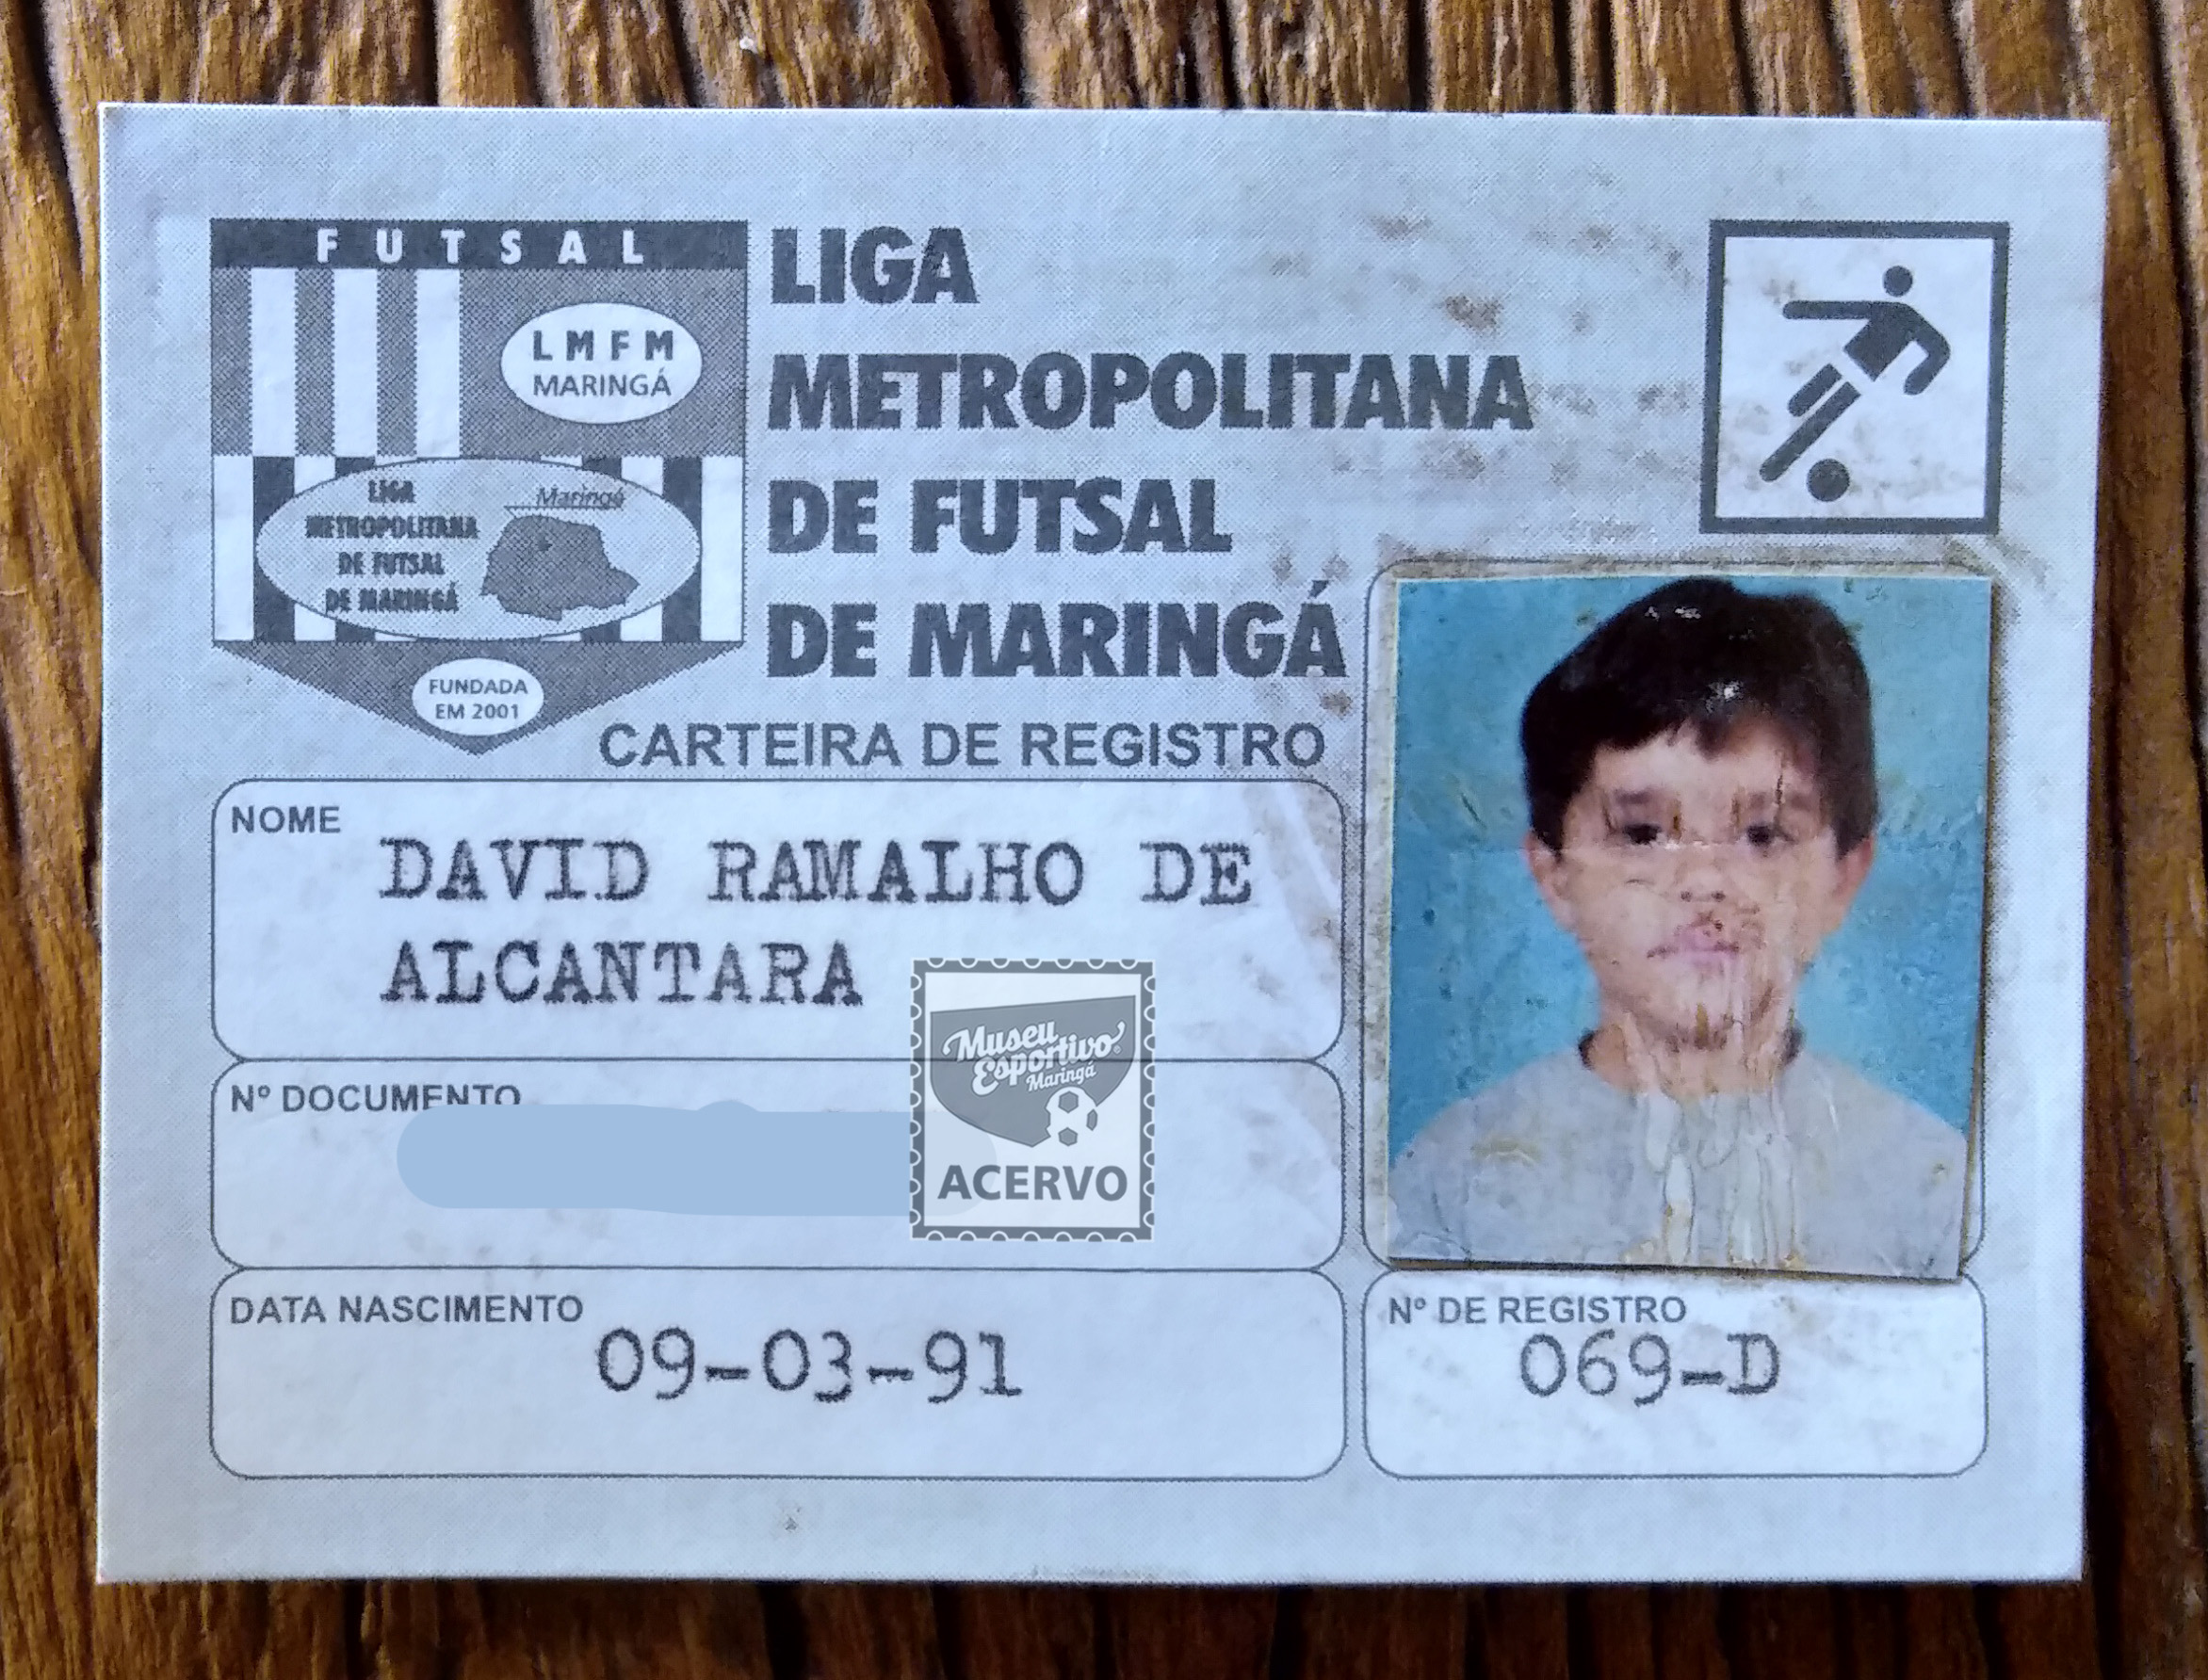 FUTSAL
LMFM
MARINGÁ
LIGA
METROPOLITANA
DE FUTSAL
DE MARINGÁ
Maringá
FUNDADA
EM 2001
LIGA
METROPOLITANA
DE FUTSAL
DE MARINGÁ
CARTEIRA DE REGISTRO
NOME
DAVID RAMALHO DE
ALCANTARA
Nº DOCUMENTO
Museu
Esportivo
Maringá
ACERVO
DATA NASCIMENTO
09-03-91
Nº DE REGISTRO
069-D